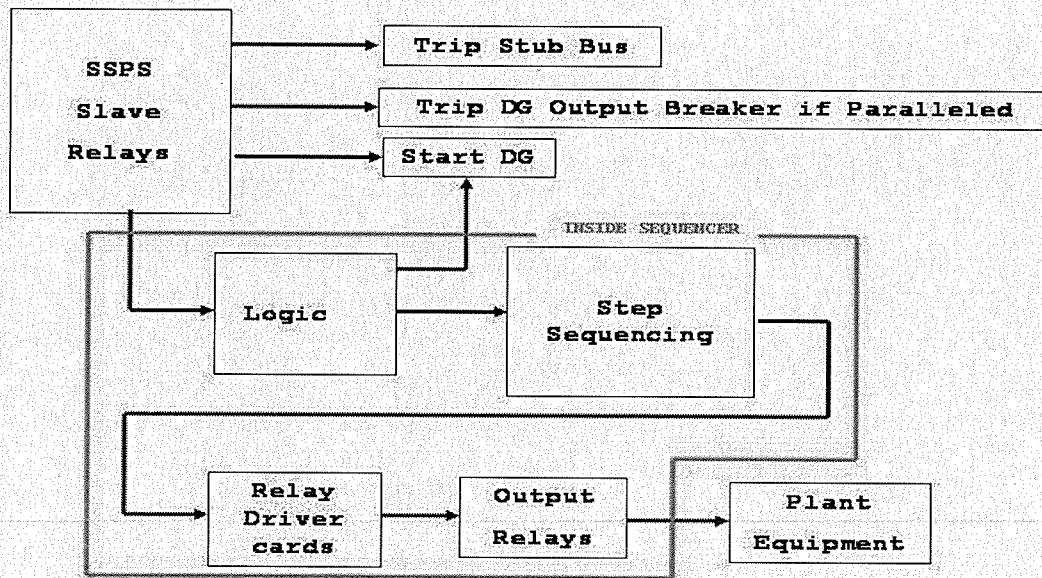 SSPS
Slave
Relays
Trip Stub Bus
Trip DG Output Breaker if Paralleled
Start DG
INSIDE SEQUENCER
Logic
Step
Sequencing
Relay
Driver
cards
Output
Relays
Plant
Equipment